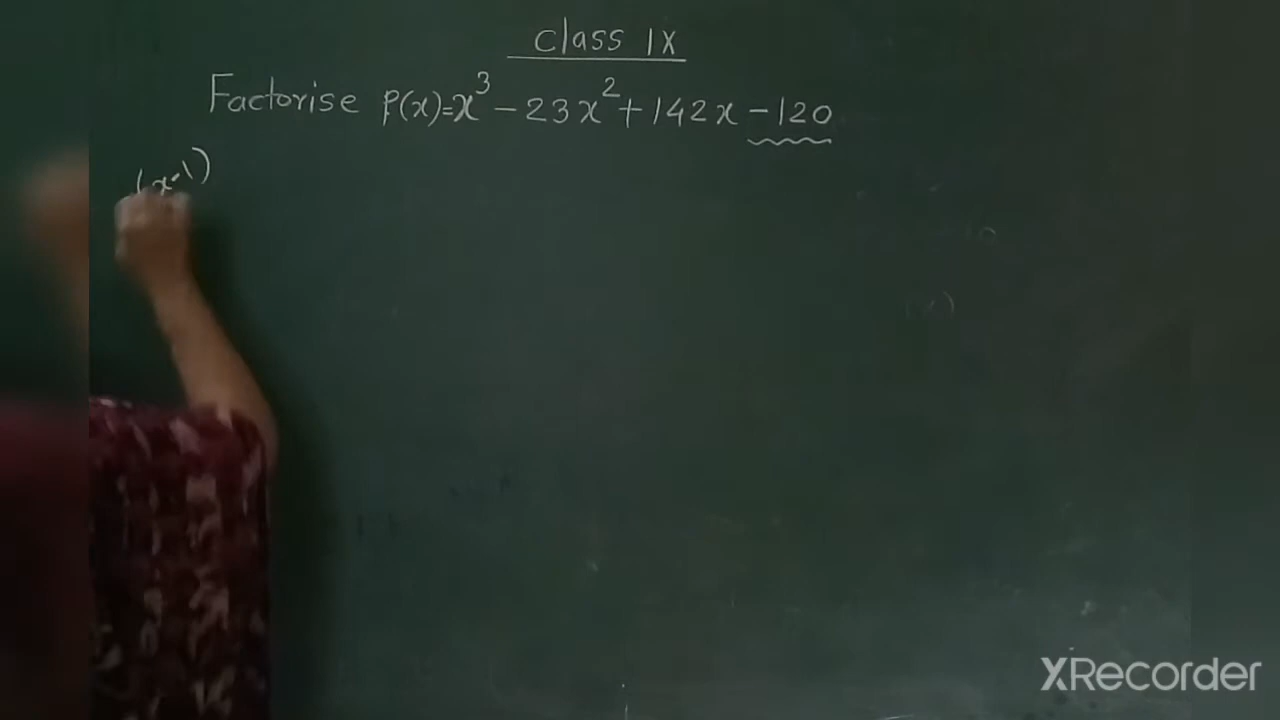 Class IX
Factorise P(x)=x³-23x²+142x-120
(x-1)
XRecorder